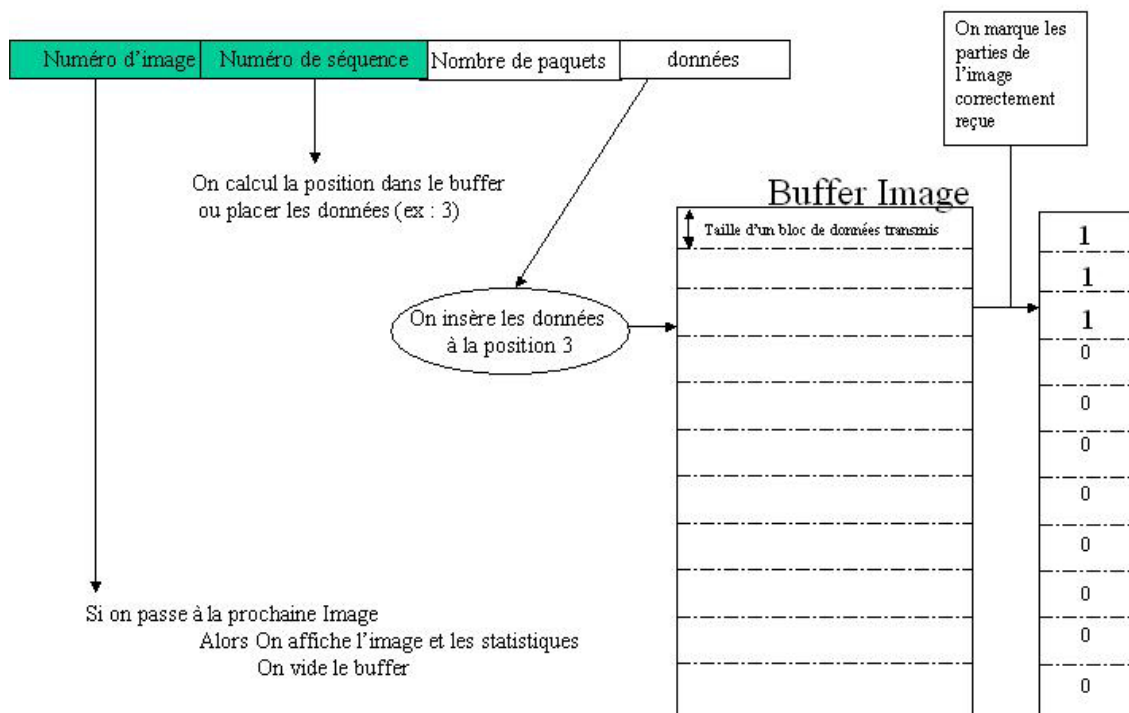 Numéro d'image
Numéro de séquence
Nombre de paquets
données
On marque les
parties de
l'image
correctement
reçue
On calcul la position dans le buffer
ou placer les données (ex : 3)
Buffer Image
Taille d'un bloc de données transmis
On insère les données
à la position 3
1
1
1
0
0
0
0
0
0
0
0
Si on passe à la prochaine Image
Alors On affiche l'image et les statistiques
On vide le buffer